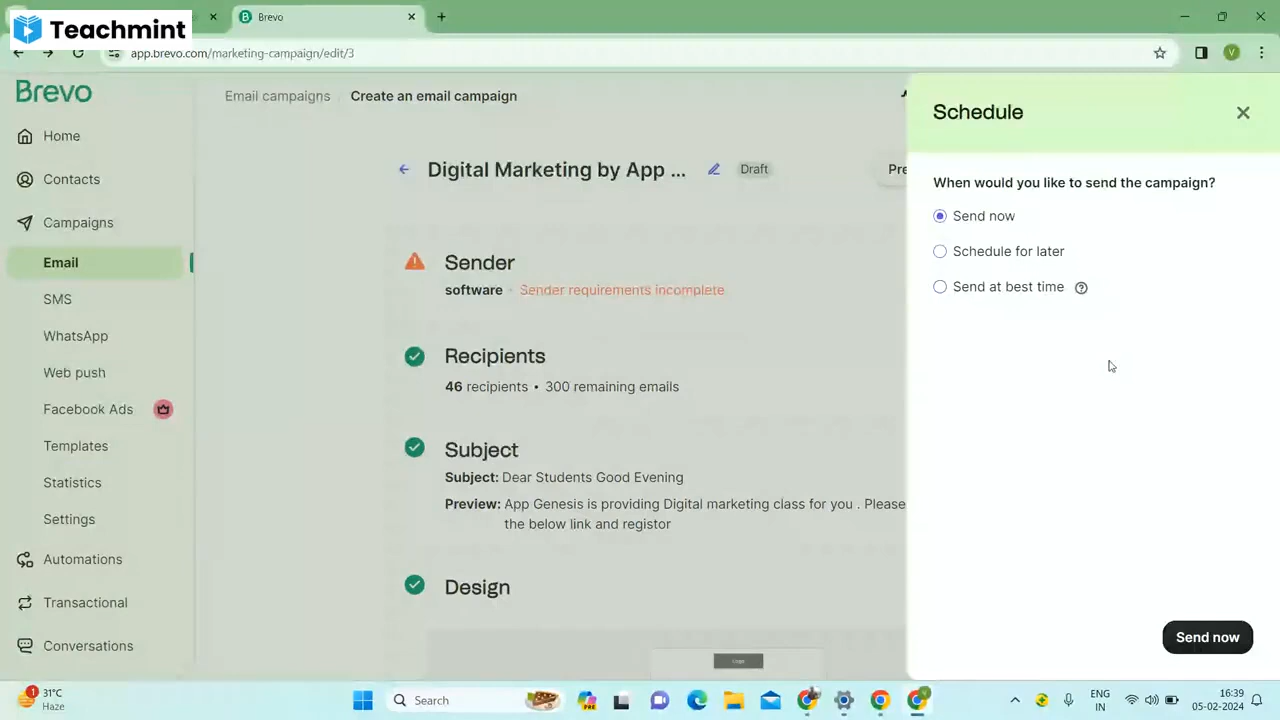 Teachmint
Brevo
app.brevo.com/marketing-campaign/edit/3
V
Brevo
Home
Contacts
Campaigns
Email
SMS
WhatsApp
Web push
Facebook Ads
Templates
Statistics
Settings
Automations
Transactional
Conversations
Email campaigns
Create an email campaign
Digital Marketing by App ...
Draft
Pre
Sender
software • Sender requirements incomplete
Recipients
46 recipients • 300 remaining emails
Subject
Subject: Dear Students Good Evening
Preview: App Genesis is providing Digital marketing class for you . Please
the below link and registor
Design
Logo
Schedule
When would you like to send the campaign?
Send now
Schedule for later
Send at best time
Send now
1
31°C
Haze
Search
ENG
IN
16:39
05-02-2024